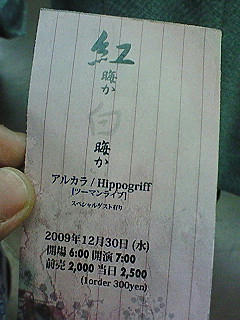 紅
晦か
白
晦か
アルカラ / Hippogriff
[ツーマンライブ]
スペシャルゲスト有り
2009年12月30日 (水)
開場 6:00 開演 7:00
前売 2,000 当日 2,500
(1order 300yen)